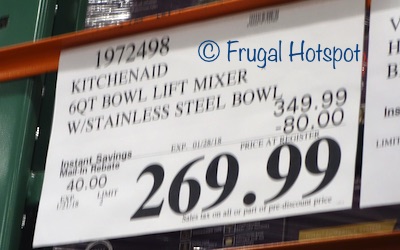 1972498
© Frugal Hotspot
KITCHENAID
6QT BOWL LIFT MIXER
W/STAINLESS STEEL BOWL
349.99
-80.00
EXP. 01/28/18
PRICE AT REGISTER
Instant Savings
Mail-in Rebate
40.00
LIMIT
269.99
Sales tax on all or part of pre discount price
LIMIT